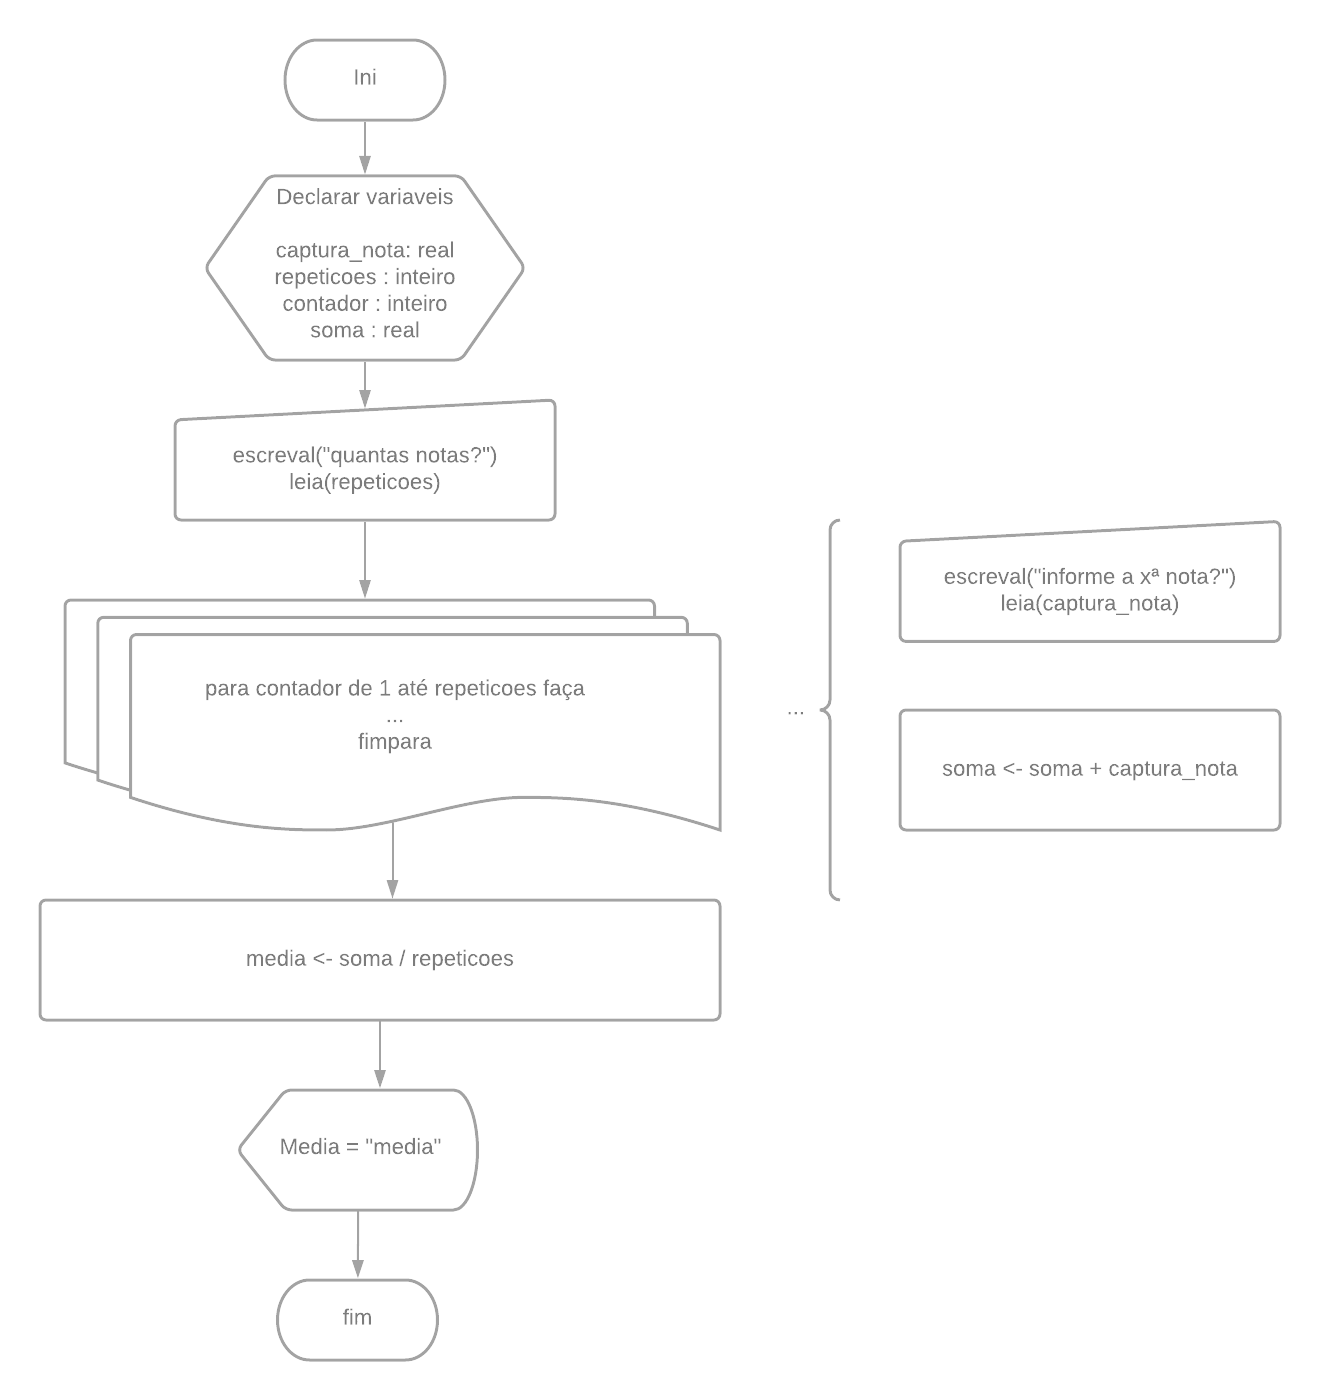 Ini
Declarar variaveis
captura_nota: real
repeticoes : inteiro
contador : inteiro
soma : real
escreval("quantas notas?")
leia(repeticoes)
para contador de 1 até repeticoes faça
...
fimpara
...
escreval("informe a xª nota?")
leia(captura_nota)
soma <- soma + captura_nota
media <- soma / repeticoes
Media = "media"
fim